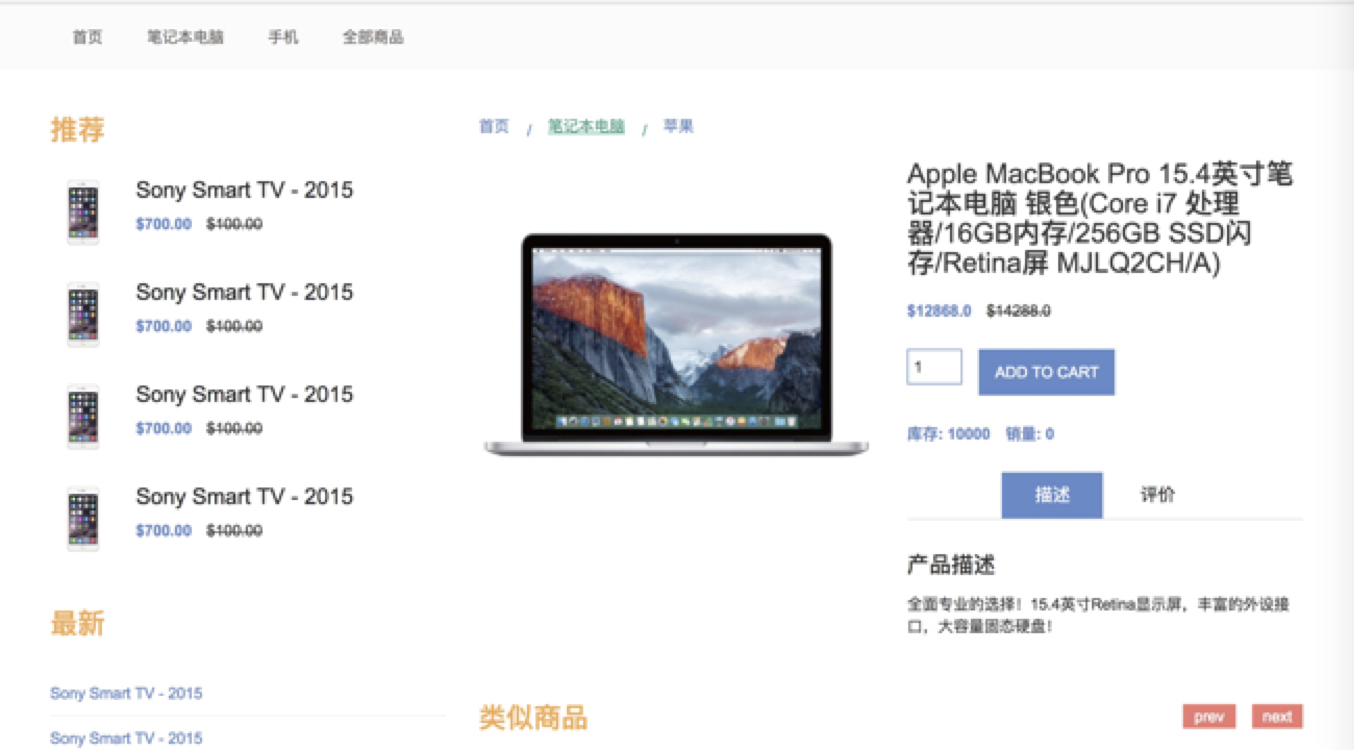 首页 笔记本电脑 手机 全部商品
推荐
Sony Smart TV - 2015
$700.00 $100.00
Sony Smart TV - 2015
$700.00 $100.00
Sony Smart TV - 2015
$700.00 $100.00
Sony Smart TV - 2015
$700.00 $100.00
最新
Sony Smart TV - 2015
Sony Smart TV - 2015
首页 / 笔记本电脑 / 苹果
Apple MacBook Pro 15.4英寸笔
记本电脑 银色(Core i7 处理
器/16GB内存/256GB SSD闪
存/Retina屏 MJLQ2CH/A)
$12868.0 $14288.0
1 ADD TO CART
库存: 10000 销量: 0
描述 评价
产品描述
全面专业的选择！15.4英寸Retina显示屏，丰富的外设接
口，大容量固态硬盘！
类似商品
prev next